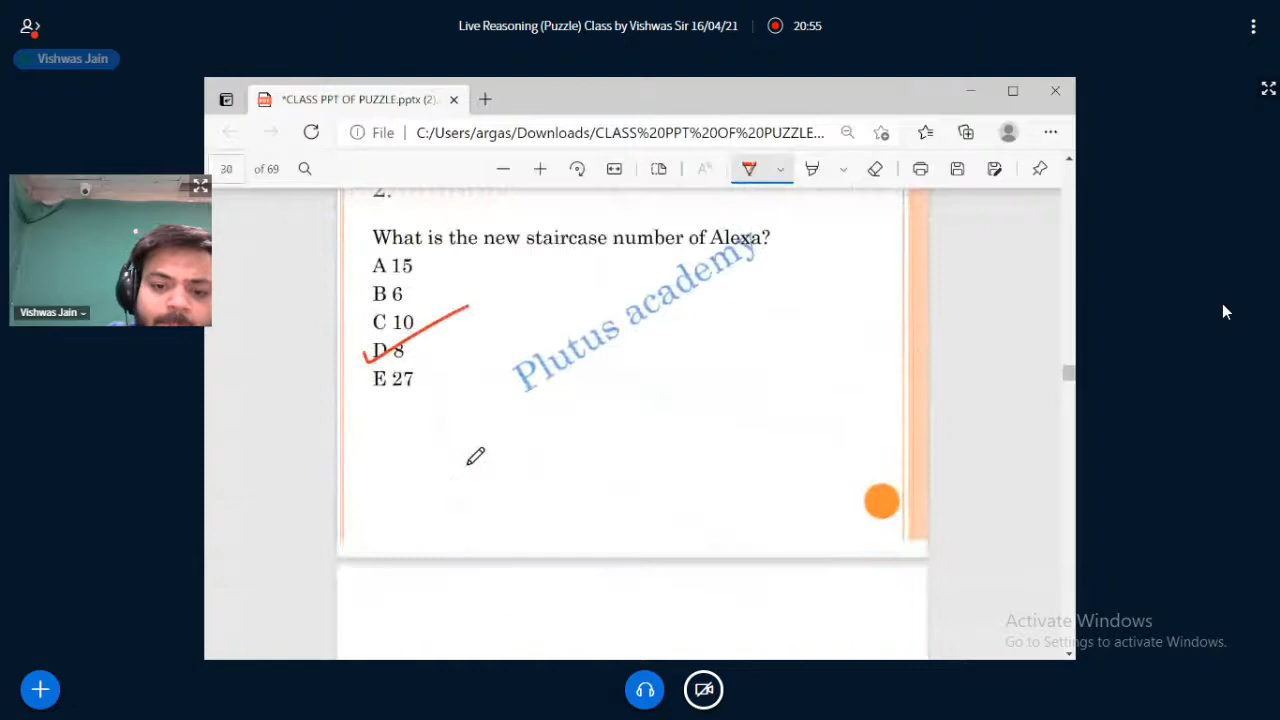 Live Reasoning (Puzzle) Class by Vishwas Sir 16/04/21
20:55
Vishwas Jain
*CLASS PPT OF PUZZLE.pptx (2).
File
C:/Users/argas/Downloads/CLASS%20PPT%20OF%20PUZZLE...
30 of 69
2.
What is the new staircase number of Alexa?
A 15
B 6
C 10
D 8
E 27
Plutus academy
Vishwas Jain
Activate Windows
Go to Settings to activate Windows.